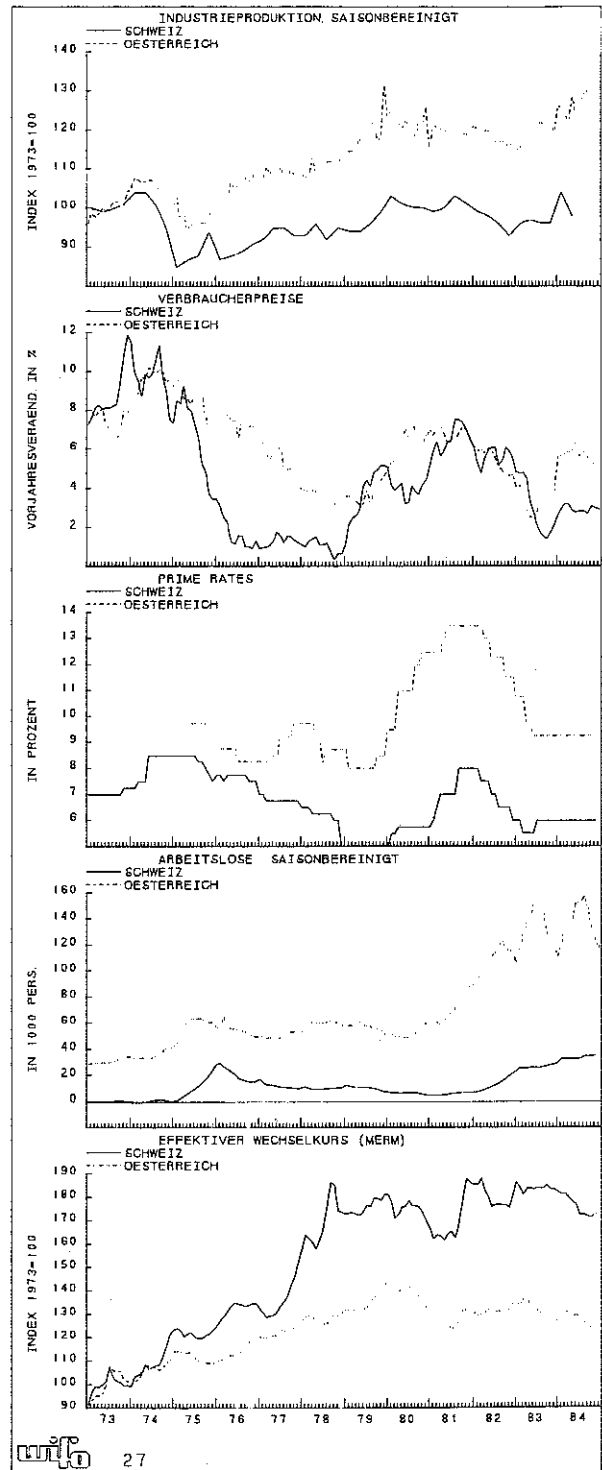 INDUSTRIEPRODUKTION, SAISONBEREINIGT
SCHWEIZ
OESTERREICH
INDEX 1973=100
140
130
120
110
100
90
VERBRAUCHERPREISE
SCHWEIZ
OESTERREICH
VORJAHRESVERAEND. IN %
12
10
8
6
4
2
PRIME RATES
SCHWEIZ
OESTERREICH
IN PROZENT
14
13
12
11
10
9
8
7
6
ARBEITSLOSE SAISONBEREINIGT
SCHWEIZ
OESTERREICH
IN 1000 PERS.
160
140
120
100
80
60
40
20
0
EFFEKTIVER WECHSELKURS (MERM)
SCHWEIZ
OESTERREICH
INDEX 1973=100
190
180
170
160
150
140
130
120
110
100
90
73 74 75 76 77 78 79 80 81 82 83 84
wifo 27